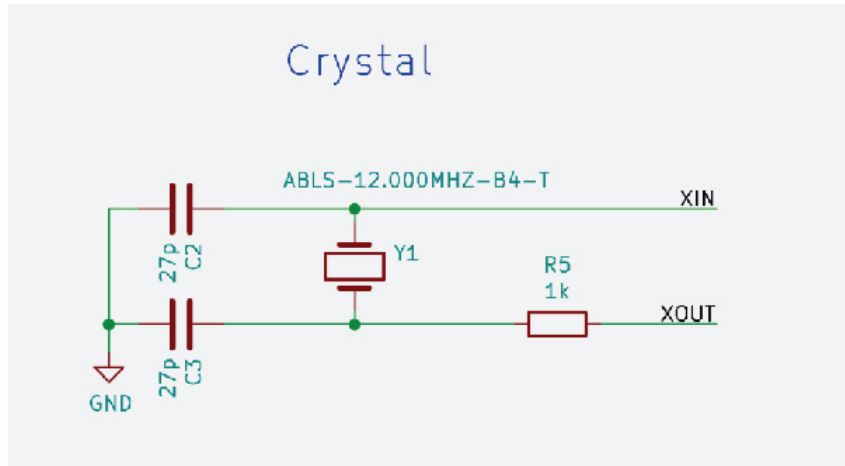 Crystal
ABLS-12.000MHZ-B4-T
XIN
27p
C2
Y1
R5
1k
XOUT
27p
C3
GND